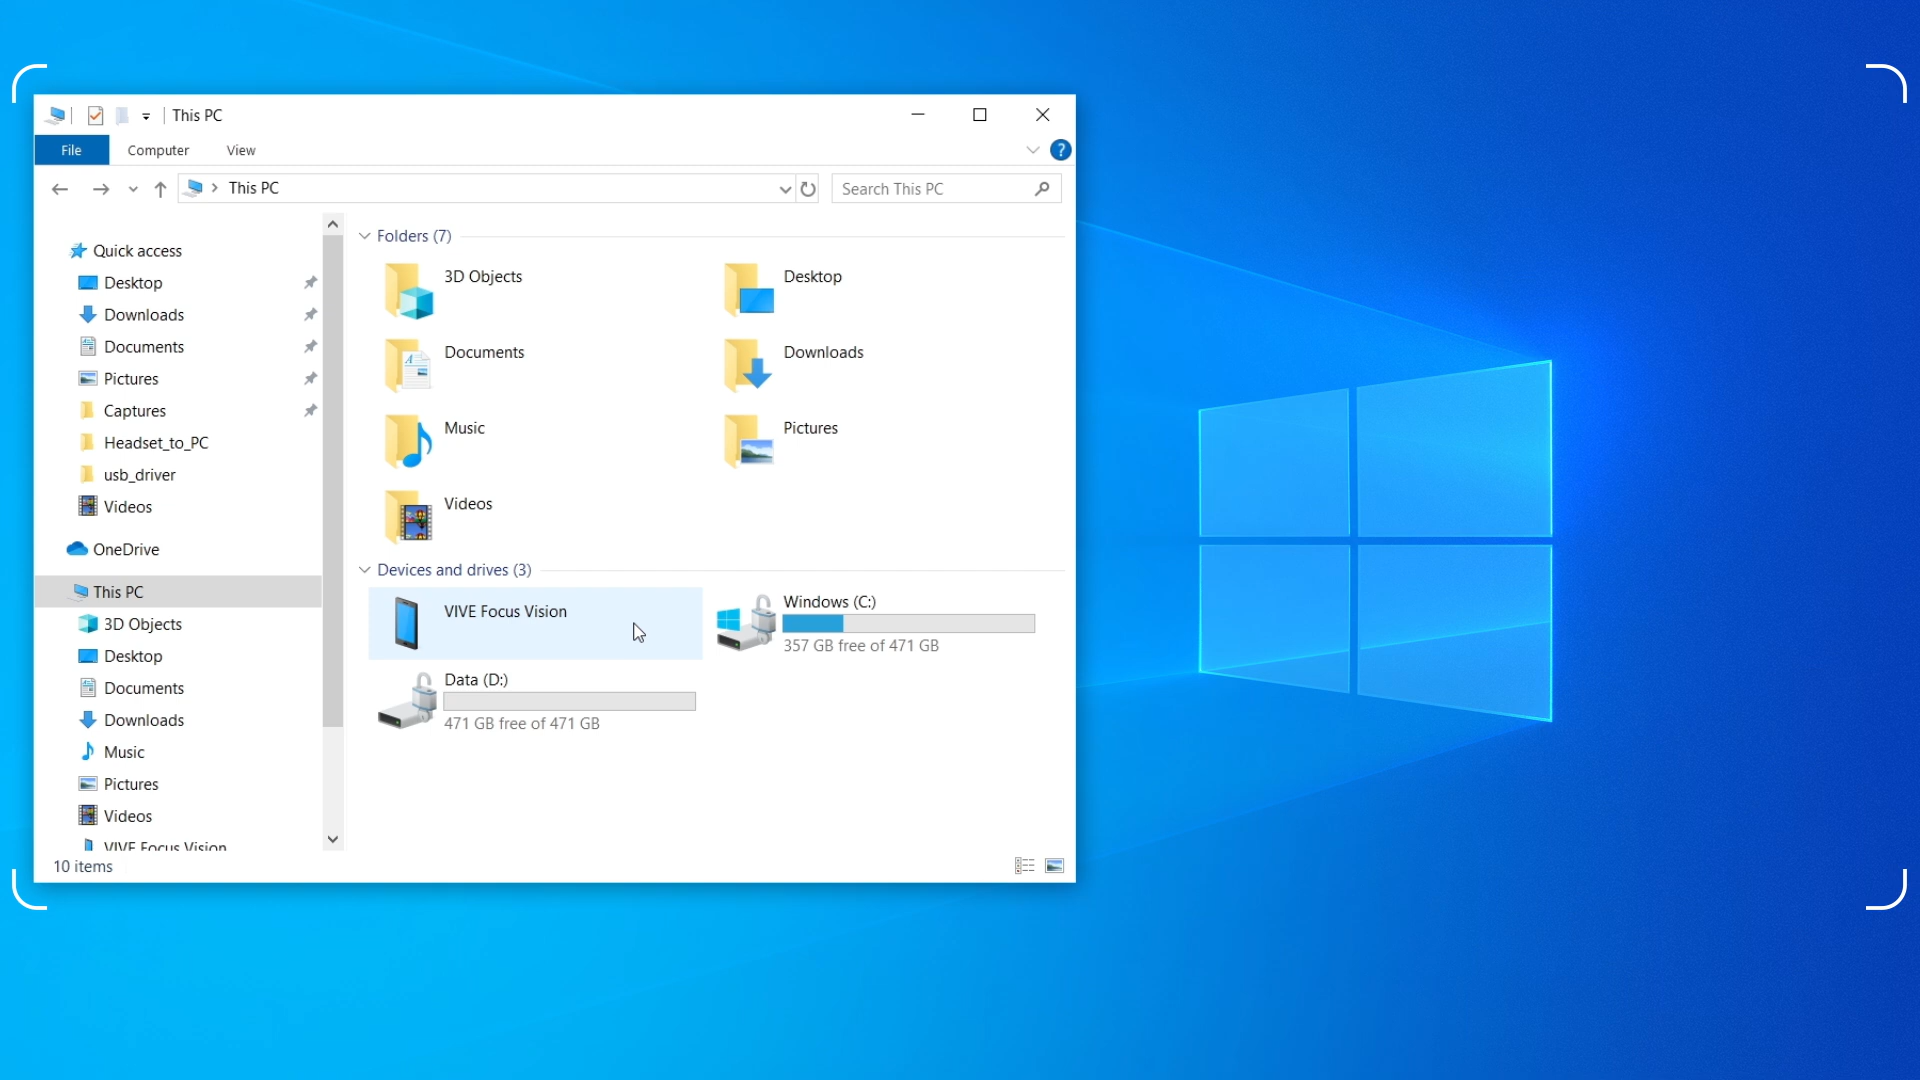 This PC
File
Computer
View
?
This PC
Search This PC
Quick access
Desktop
Downloads
Documents
Pictures
Captures
Headset_to_PC
usb_driver
Videos
OneDrive
This PC
3D Objects
Desktop
Documents
Downloads
Music
Pictures
Videos
VIVE Focus Vision
Folders (7)
3D Objects
Desktop
Documents
Downloads
Music
Pictures
Videos
Devices and drives (3)
VIVE Focus Vision
Windows (C:)
357 GB free of 471 GB
Data (D:)
471 GB free of 471 GB
10 items